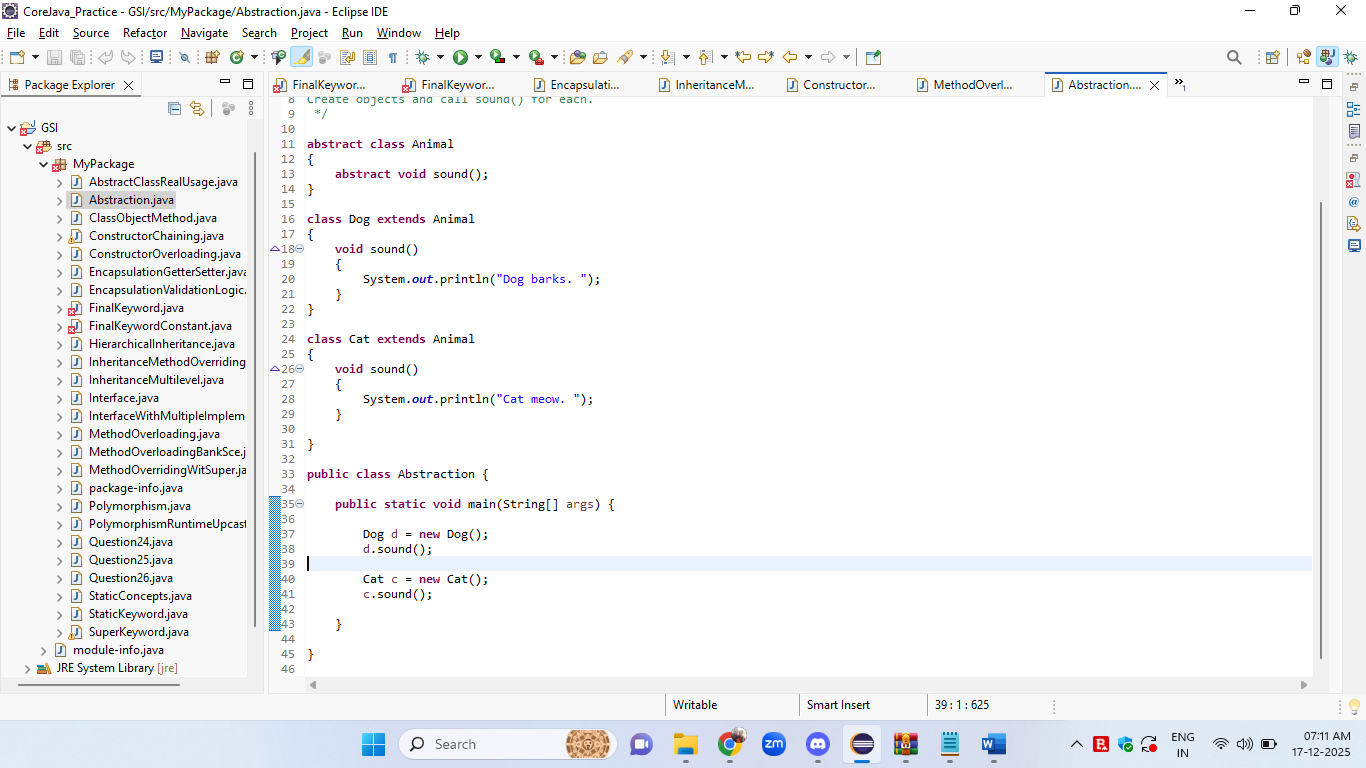 CoreJava_Practice - GSI/src/MyPackage/Abstraction.java - Eclipse IDE
File Edit Source Refactor Navigate Search Project Run Window Help
Package Explorer
FinalKeywor... FinalKeywor... Encapsulati... InheritanceM... Constructor... MethodOverl... Abstraction.... »1
GSI
src
MyPackage
AbstractClassRealUsage.java
Abstraction.java
ClassObjectMethod.java
ConstructorChaining.java
ConstructorOverloading.java
EncapsulationGetterSetter.java
EncapsulationValidationLogic.
FinalKeyword.java
FinalKeywordConstant.java
HierarchicalInheritance.java
InheritanceMethodOverriding
InheritanceMultilevel.java
Interface.java
InterfaceWithMultipleImplem
MethodOverloading.java
MethodOverloadingBankSce.j
MethodOverridingWitSuper.ja
package-info.java
Polymorphism.java
PolymorphismRuntimeUpcast
Question24.java
Question25.java
Question26.java
StaticConcepts.java
StaticKeyword.java
SuperKeyword.java
module-info.java
JRE System Library [jre]
8 Create objects and call sound() for each.
9 */
10
11 abstract class Animal
12 {
13 abstract void sound();
14 }
15
16 class Dog extends Animal
17 {
18 void sound()
19 {
20 System.out.println("Dog barks. ");
21 }
22 }
23
24 class Cat extends Animal
25 {
26 void sound()
27 {
28 System.out.println("Cat meow. ");
29 }
30
31 }
32
33 public class Abstraction {
34
35 public static void main(String[] args) {
36
37 Dog d = new Dog();
38 d.sound();
39
40 Cat c = new Cat();
41 c.sound();
42
43 }
44
45 }
46
Writable Smart Insert 39 : 1 : 625
Search
zm
ENG
IN
07:11 AM
17-12-2025